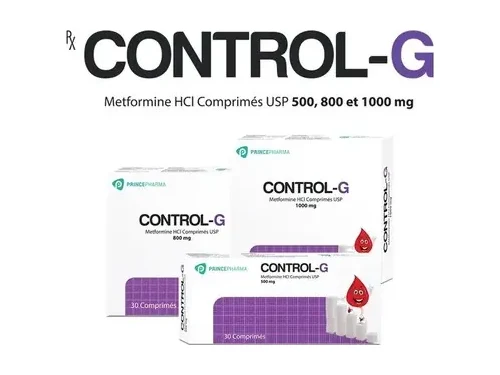 Rx CONTROL-G
Metformine HCl Comprimés USP 500, 800 et 1000 mg
PRINCEPHARMA
CONTROL-G
Metformine HCl Comprimés USP
1000 mg
PRINCEPHARMA
CONTROL-G
Metformine HCl Comprimés USP
800 mg
30 Comprimés
PRINCEPHARMA
CONTROL-G
Metformine HCl Comprimés USP
500 mg
30 Comprimés